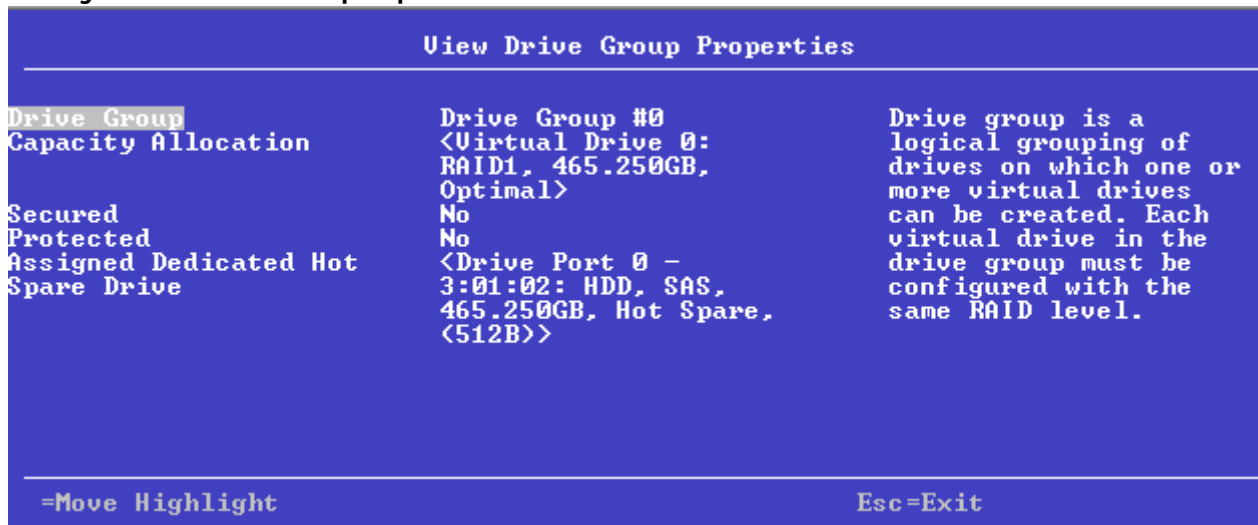 View Drive Group Properties
Drive Group
Drive Group #0
Capacity Allocation
<Virtual Drive 0:
RAID1, 465.250GB,
Optimal>
Secured
No
Protected
No
Assigned Dedicated Hot
Spare Drive
<Drive Port 0 -
3:01:02: HDD, SAS,
465.250GB, Hot Spare,
(512B)>
Drive group is a
logical grouping of
drives on which one or
more virtual drives
can be created. Each
virtual drive in the
drive group must be
configured with the
same RAID level.
=Move Highlight
Esc=Exit